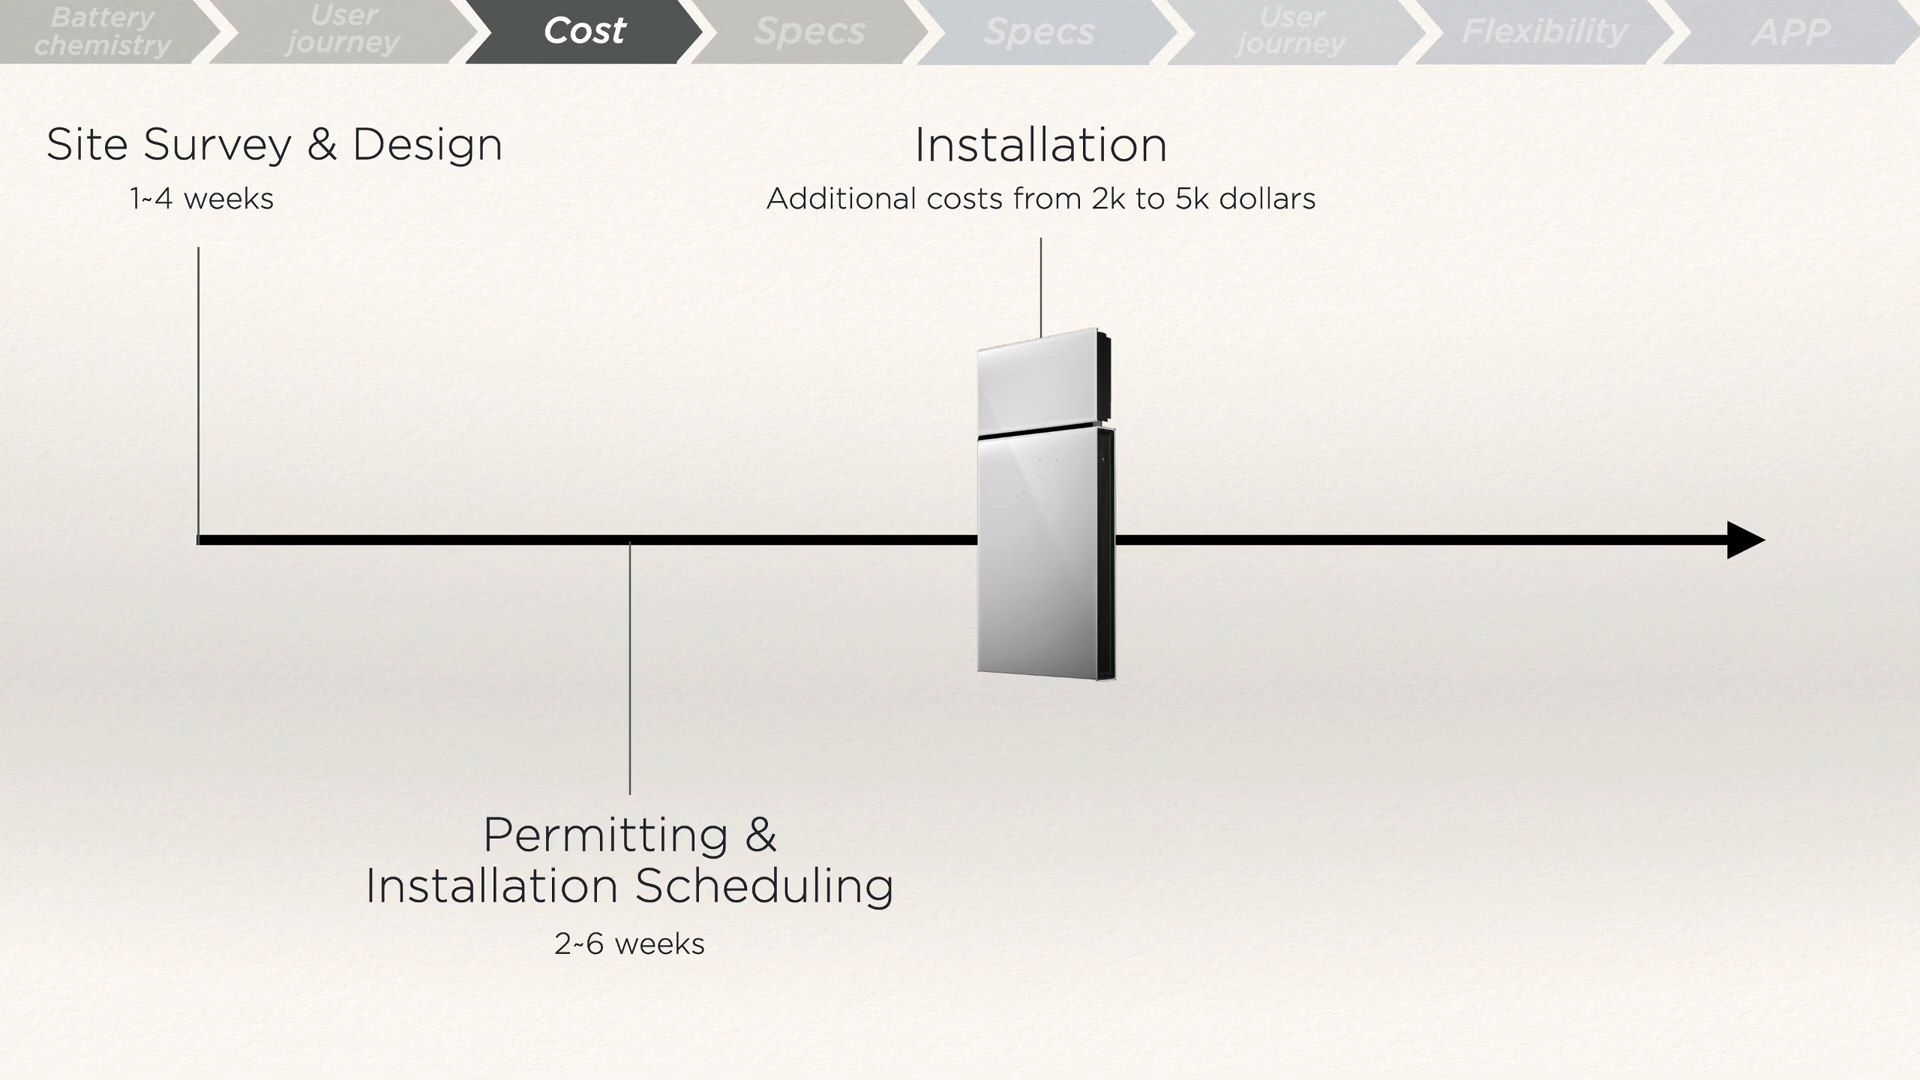 Battery
chemistry
User
journey
Cost
Specs
Specs
User
journey
Flexibility
APP
Site Survey & Design
1~4 weeks
Installation
Additional costs from 2k to 5k dollars
Permitting &
Installation Scheduling
2~6 weeks